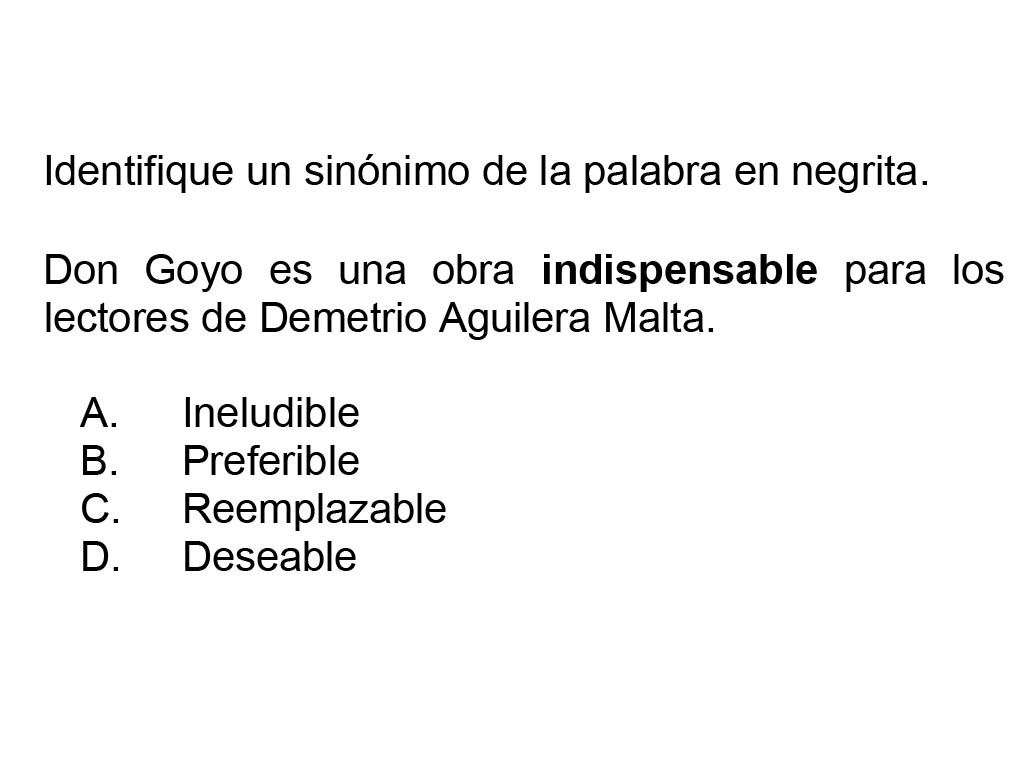 Identifique un sinónimo de la palabra en negrita.
Don Goyo es una obra indispensable para los
lectores de Demetrio Aguilera Malta.
A. Ineludible
B. Preferible
C. Reemplazable
D. Deseable